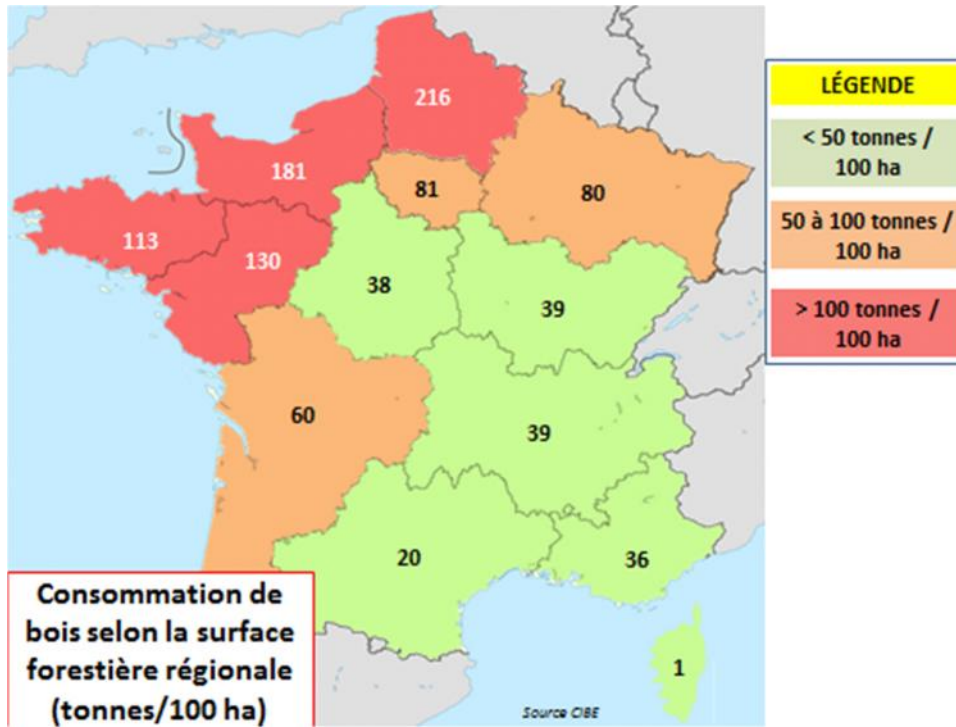 216
LÉGENDE
< 50 tonnes /
100 ha
181
81
80
50 à 100 tonnes /
100 ha
113
130
38
39
> 100 tonnes /
100 ha
60
39
20
36
Consommation de
bois selon la surface
forestière régionale
(tonnes/100 ha)
1
Source CIBE